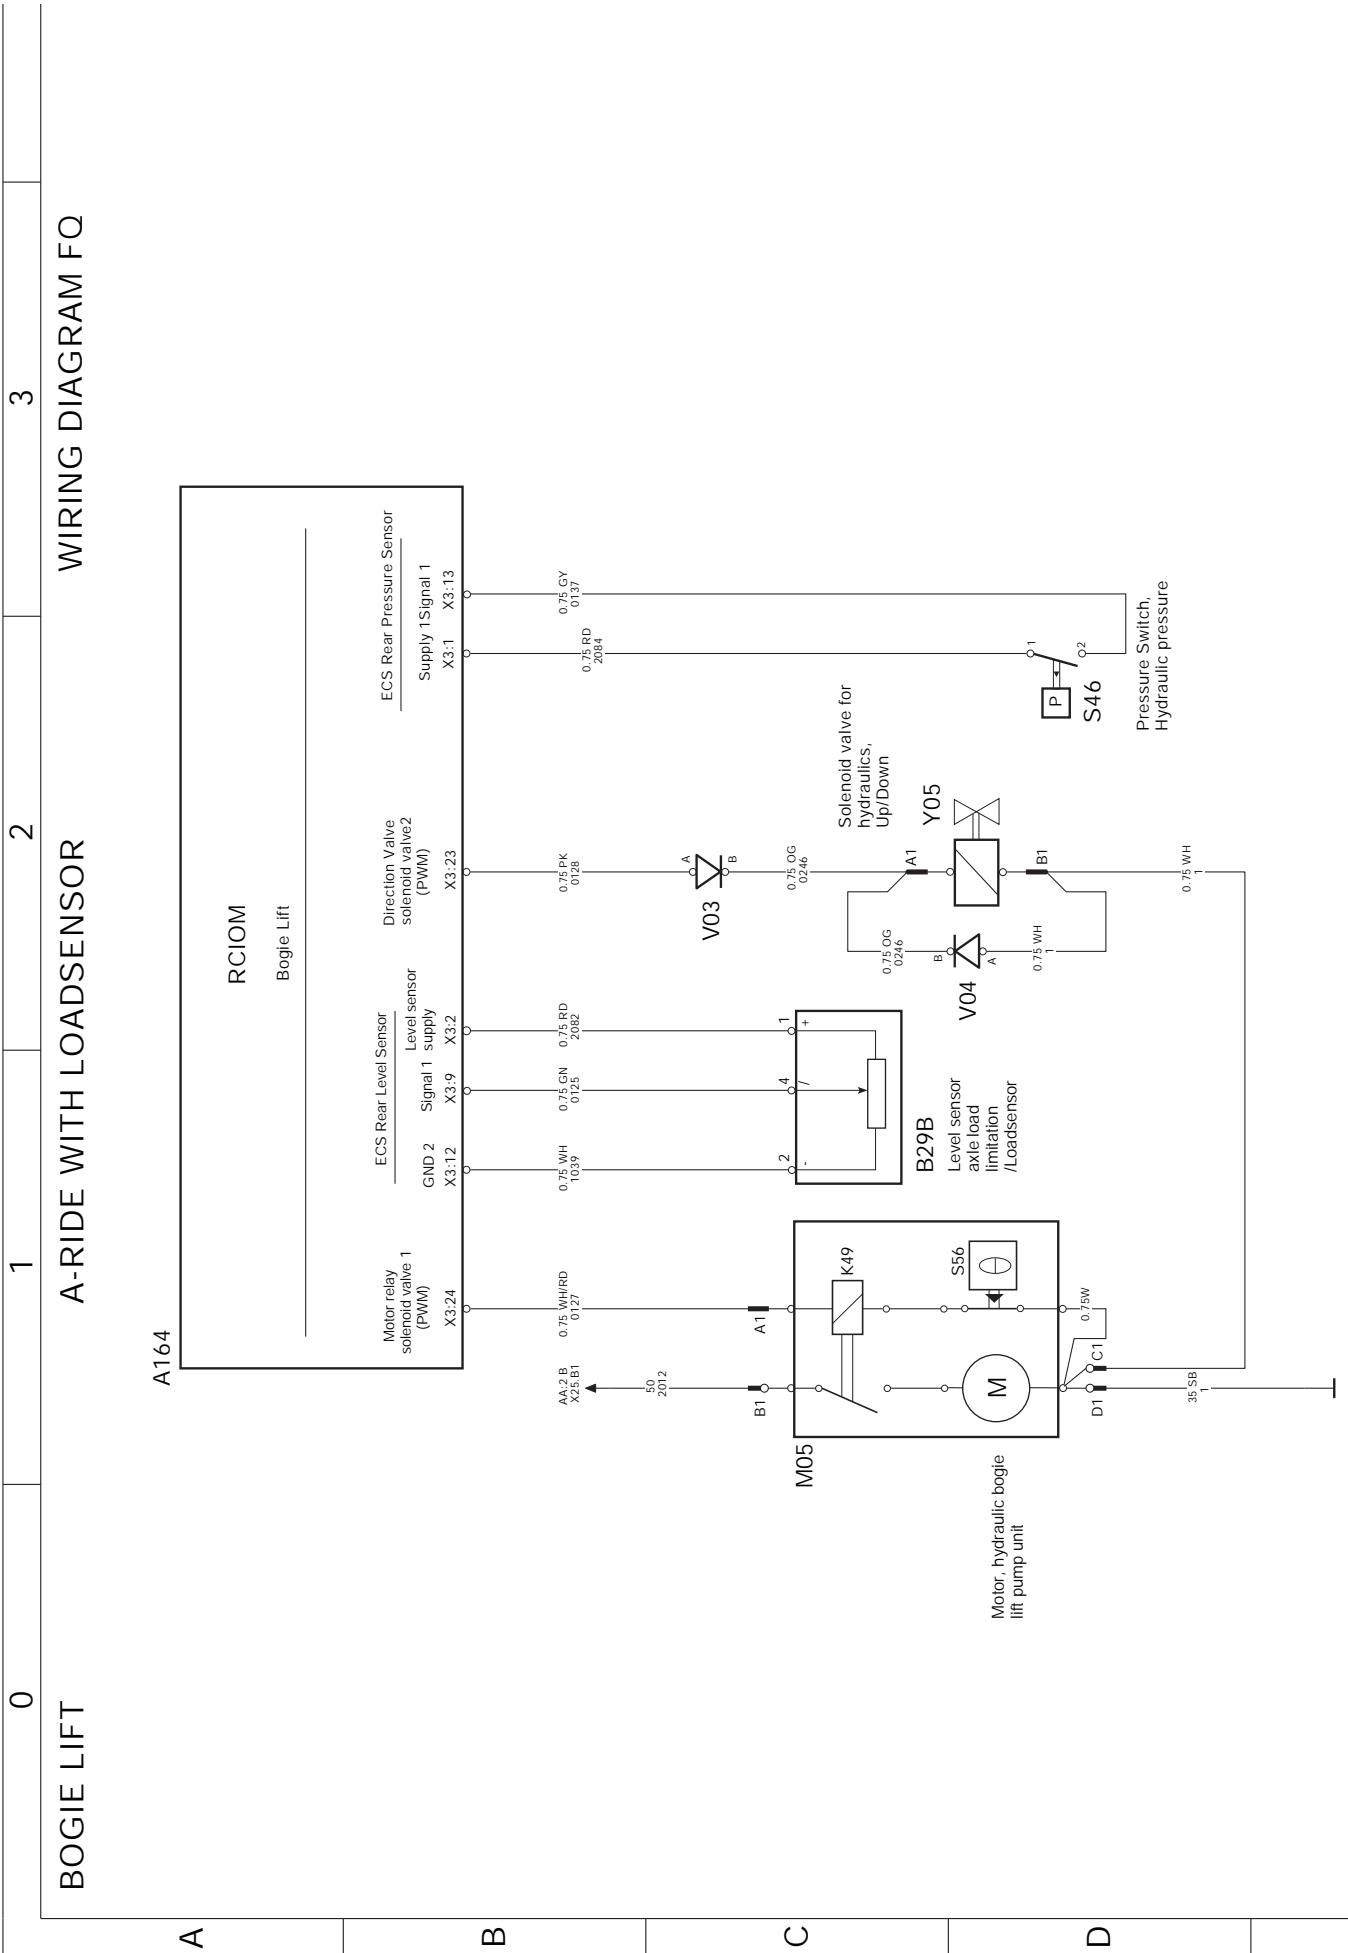 0
1
2
3
BOGIE LIFT
A-RIDE WITH LOADSENSOR
WIRING DIAGRAM FQ
A
B
C
D
A164
RCIOM
Bogie Lift
Motor relay
solenoid valve 1
(PWM)
X3:24
ECS Rear Level Sensor
GND 2
X3:12
Signal 1
X3:9
Level sensor
supply
X3:2
Direction Valve
solenoid valve2
(PWM)
X3:23
ECS Rear Pressure Sensor
Supply 1Signal 1
X3:1
X3:13
AA:2.B
X25.B1
50
2012
0.75 WH/RD
0127
0.75 WH
1039
0.75 GN
0125
0.75 RD
2082
0.75 PK
0128
0.75 RD
2084
0.75 GY
0137
V03
A
B
0.75 OG
0246
B1
A1
M05
K49
S56
M
D1
C1
0.75W
35 SB
1
Motor, hydraulic bogie
lift pump unit
2
4
1
-
/
+
B29B
Level sensor
axle load
limitation
/Loadsensor
0.75 OG
0246
V04
B
A
0.75 WH
1
Solenoid valve for
hydraulics,
Up/Down
A1
Y05
B1
0.75 WH
1
1
2
P
S46
Pressure Switch,
Hydraulic pressure